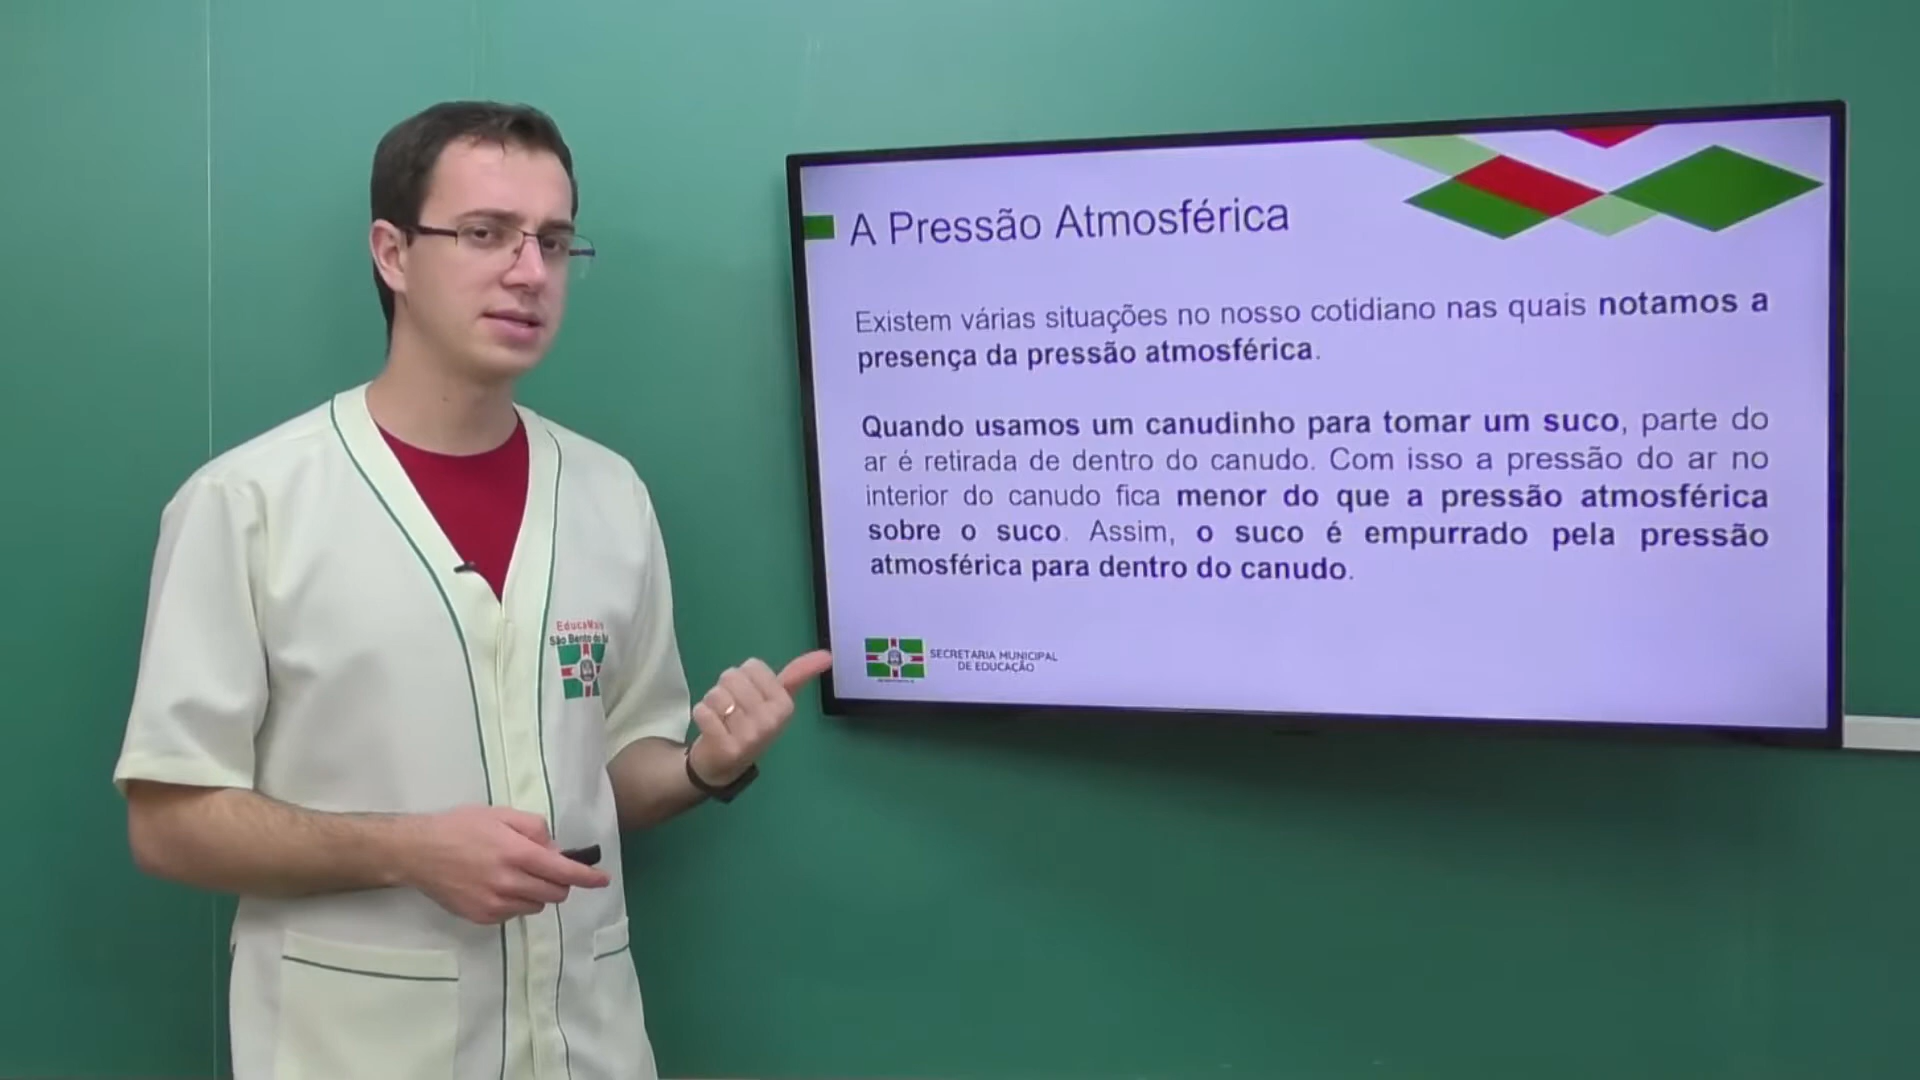 A Pressão Atmosférica
Existem várias situações no nosso cotidiano nas quais notamos a
presença da pressão atmosférica.
Quando usamos um canudinho para tomar um suco, parte do
ar é retirada de dentro do canudo. Com isso a pressão do ar no
interior do canudo fica menor do que a pressão atmosférica
sobre o suco. Assim, o suco é empurrado pela pressão
atmosférica para dentro do canudo.
SECRETARIA MUNICIPAL
DE EDUCAÇÃO
EducaMais
São Bento do Sul